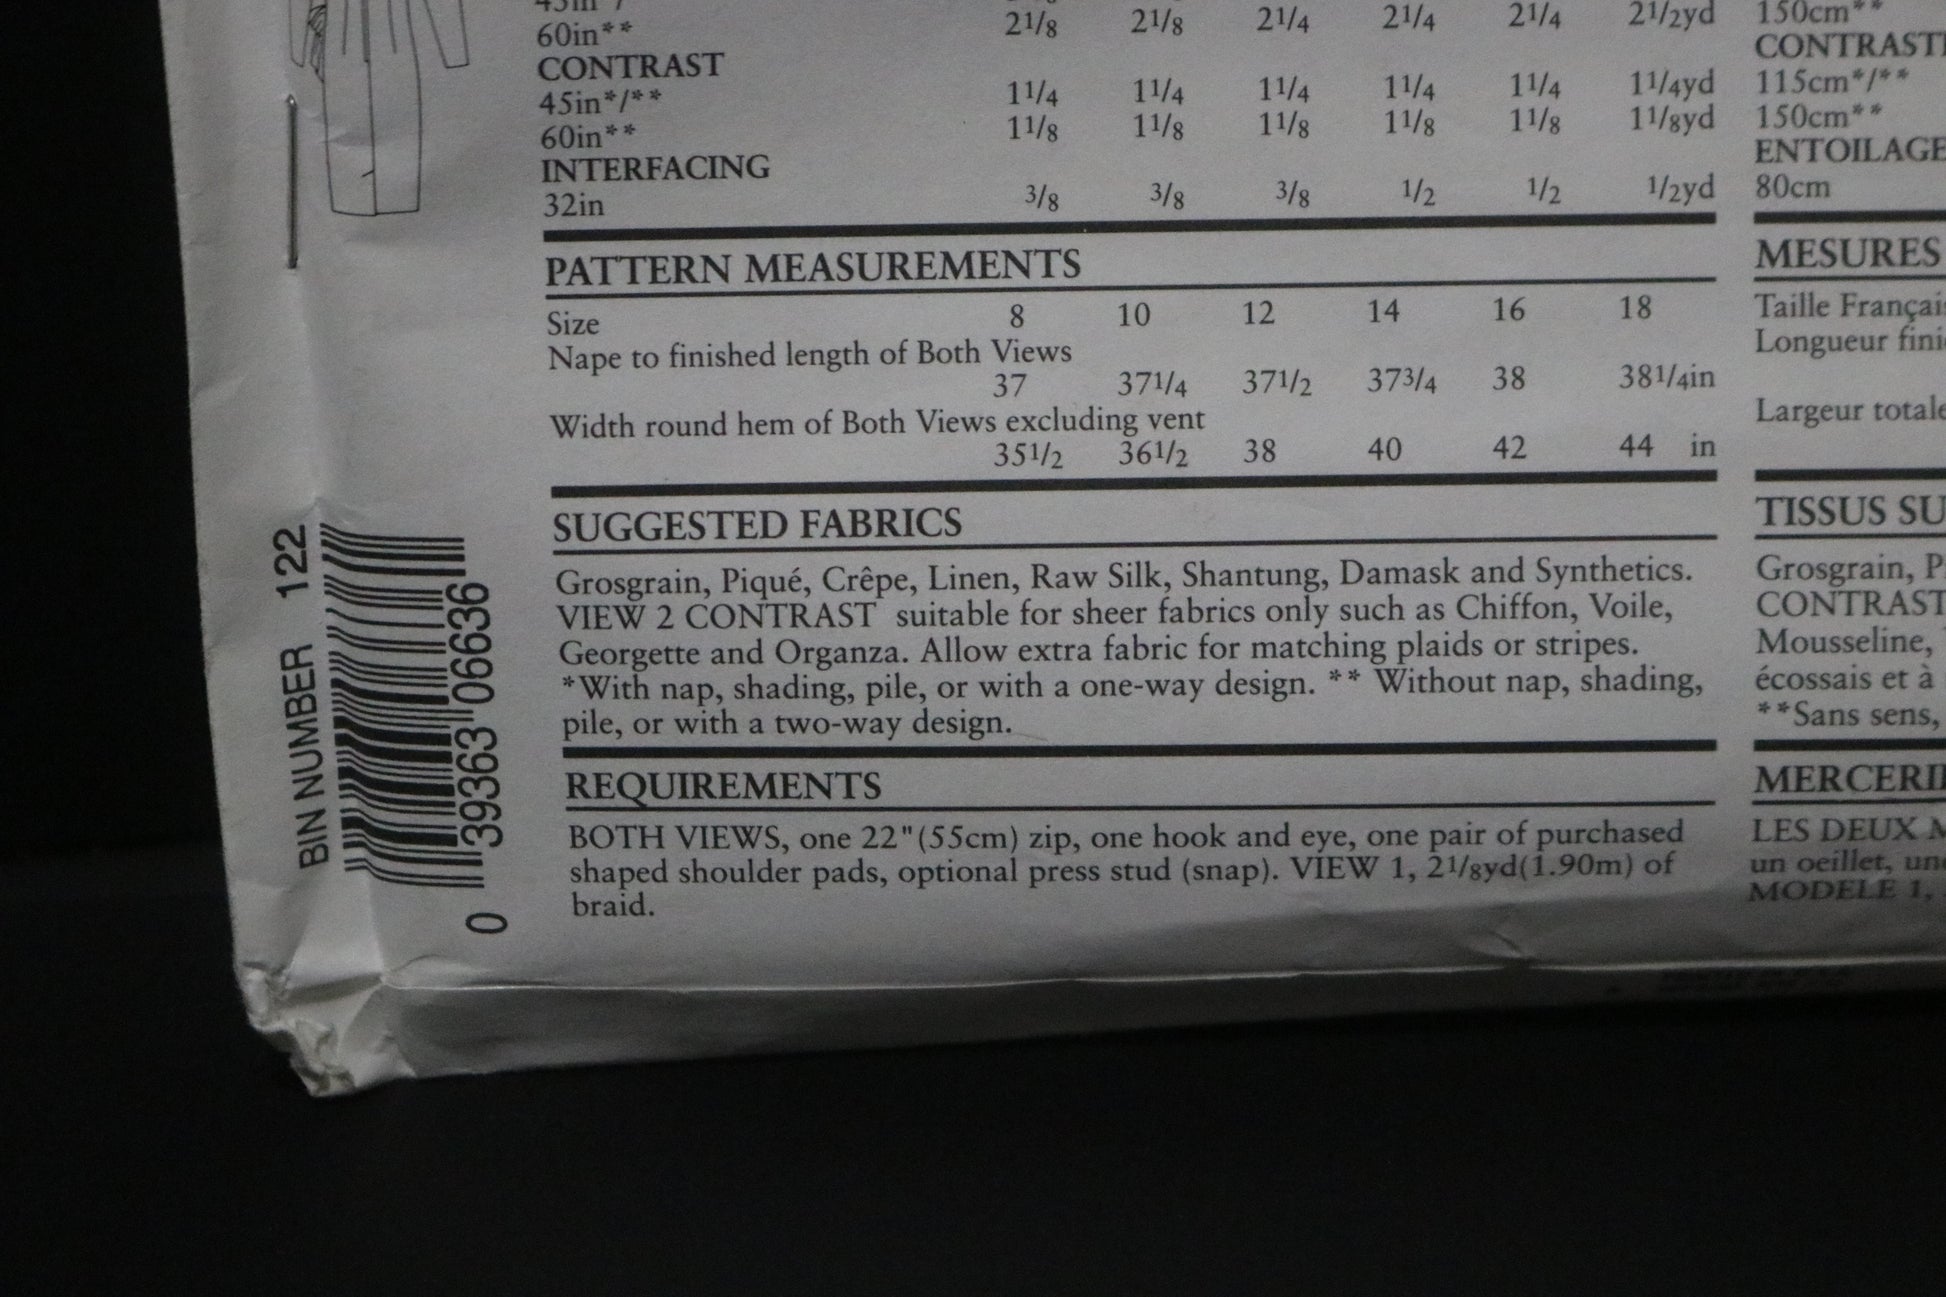 60in** 21/8 21/8 21/4 21/4 21/4 21/2yd
CONTRAST
45in*/** 11/4 11/4 11/4 11/4 11/4 11/4yd
60in** 11/8 11/8 11/8 11/8 11/8 11/8yd
INTERFACING
32in 3/8 3/8 3/8 1/2 1/2 1/2yd
PATTERN MEASUREMENTS
Size 8 10 12 14 16 18
Nape to finished length of Both Views
37 371/4 371/2 373/4 38 381/4in
Width round hem of Both Views excluding vent
351/2 361/2 38 40 42 44 in
SUGGESTED FABRICS
Grosgrain, Piqué, Crêpe, Linen, Raw Silk, Shantung, Damask and Synthetics.
VIEW 2 CONTRAST suitable for sheer fabrics only such as Chiffon, Voile,
Georgette and Organza. Allow extra fabric for matching plaids or stripes.
*With nap, shading, pile, or with a one-way design. ** Without nap, shading,
pile, or with a two-way design.
REQUIREMENTS
BOTH VIEWS, one 22"(55cm) zip, one hook and eye, one pair of purchased
shaped shoulder pads, optional press stud (snap). VIEW 1, 21/8yd(1.90m) of
braid.
150cm**
CONTRAST
115cm*/**
150cm**
ENTOILAGE
80cm
MESURES
Taille Françai
Longueur fini
Largeur totale
TISSUS SU
Grosgrain, P
CONTRAST
Mousseline,
écossais et à
**Sans sens,
MERCERI
LES DEUX M
un oeillet, un
MODELE 1,
BIN NUMBER 122
0 39363 06636